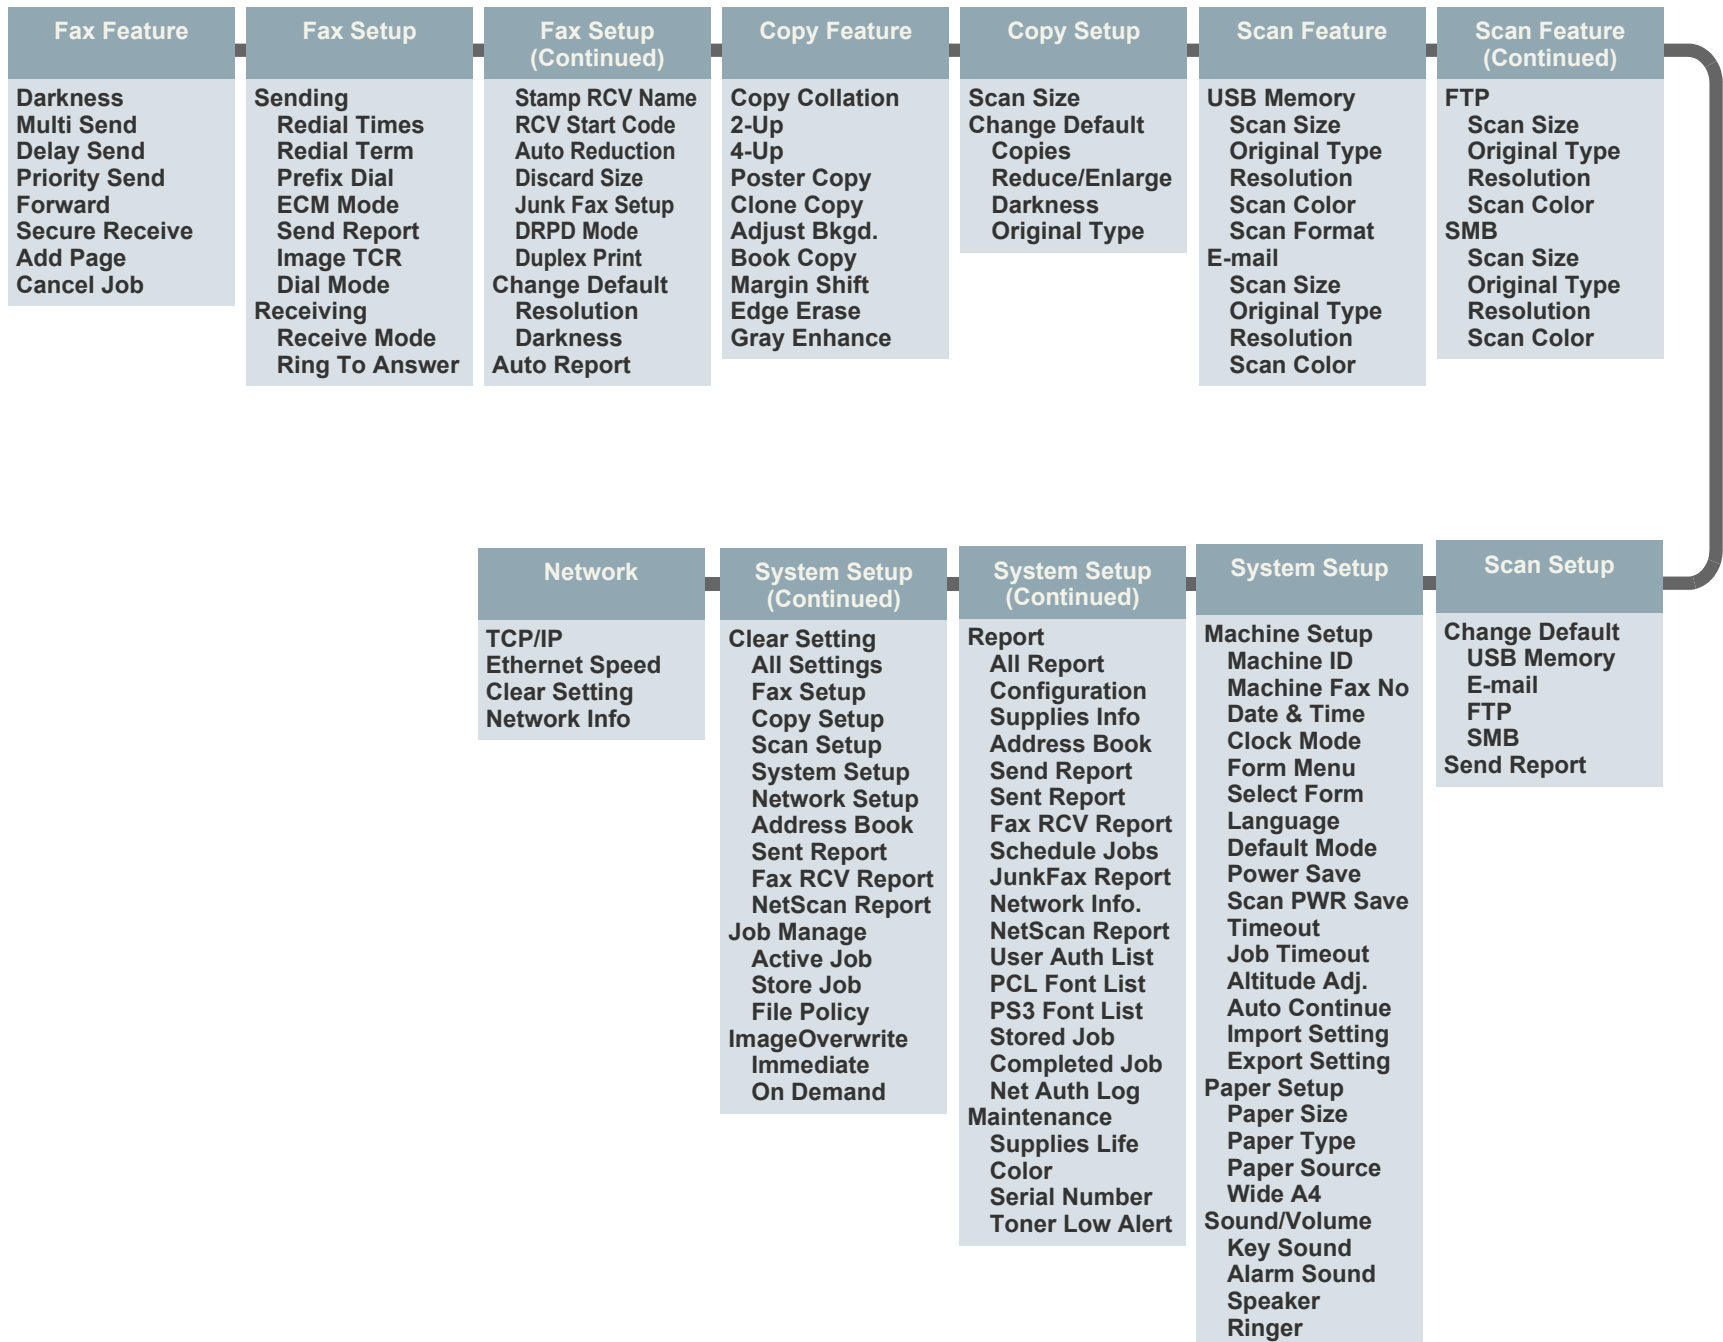 Fax Feature
Darkness
Multi Send
Delay Send
Priority Send
Forward
Secure Receive
Add Page
Cancel Job
Fax Setup
Sending
Redial Times
Redial Term
Prefix Dial
ECM Mode
Send Report
Image TCR
Dial Mode
Receiving
Receive Mode
Ring To Answer
Fax Setup
(Continued)
Stamp RCV Name
RCV Start Code
Auto Reduction
Discard Size
Junk Fax Setup
DRPD Mode
Duplex Print
Change Default
Resolution
Darkness
Auto Report
Copy Feature
Copy Collation
2-Up
4-Up
Poster Copy
Clone Copy
Adjust Bkgd.
Book Copy
Margin Shift
Edge Erase
Gray Enhance
Copy Setup
Scan Size
Change Default
Copies
Reduce/Enlarge
Darkness
Original Type
Scan Feature
USB Memory
Scan Size
Original Type
Resolution
Scan Color
Scan Format
E-mail
Scan Size
Original Type
Resolution
Scan Color
Scan Feature
(Continued)
FTP
Scan Size
Original Type
Resolution
Scan Color
SMB
Scan Size
Original Type
Resolution
Scan Color
Network
TCP/IP
Ethernet Speed
Clear Setting
Network Info
System Setup
(Continued)
Clear Setting
All Settings
Fax Setup
Copy Setup
Scan Setup
System Setup
Network Setup
Address Book
Sent Report
Fax RCV Report
NetScan Report
Job Manage
Active Job
Store Job
File Policy
ImageOverwrite
Immediate
On Demand
System Setup
(Continued)
Report
All Report
Configuration
Supplies Info
Address Book
Send Report
Sent Report
Fax RCV Report
Schedule Jobs
JunkFax Report
Network Info.
NetScan Report
User Auth List
PCL Font List
PS3 Font List
Stored Job
Completed Job
Net Auth Log
Maintenance
Supplies Life
Color
Serial Number
Toner Low Alert
System Setup
Machine Setup
Machine ID
Machine Fax No
Date & Time
Clock Mode
Form Menu
Select Form
Language
Default Mode
Power Save
Scan PWR Save
Timeout
Job Timeout
Altitude Adj.
Auto Continue
Import Setting
Export Setting
Paper Setup
Paper Size
Paper Type
Paper Source
Wide A4
Sound/Volume
Key Sound
Alarm Sound
Speaker
Ringer
Scan Setup
Change Default
USB Memory
E-mail
FTP
SMB
Send Report